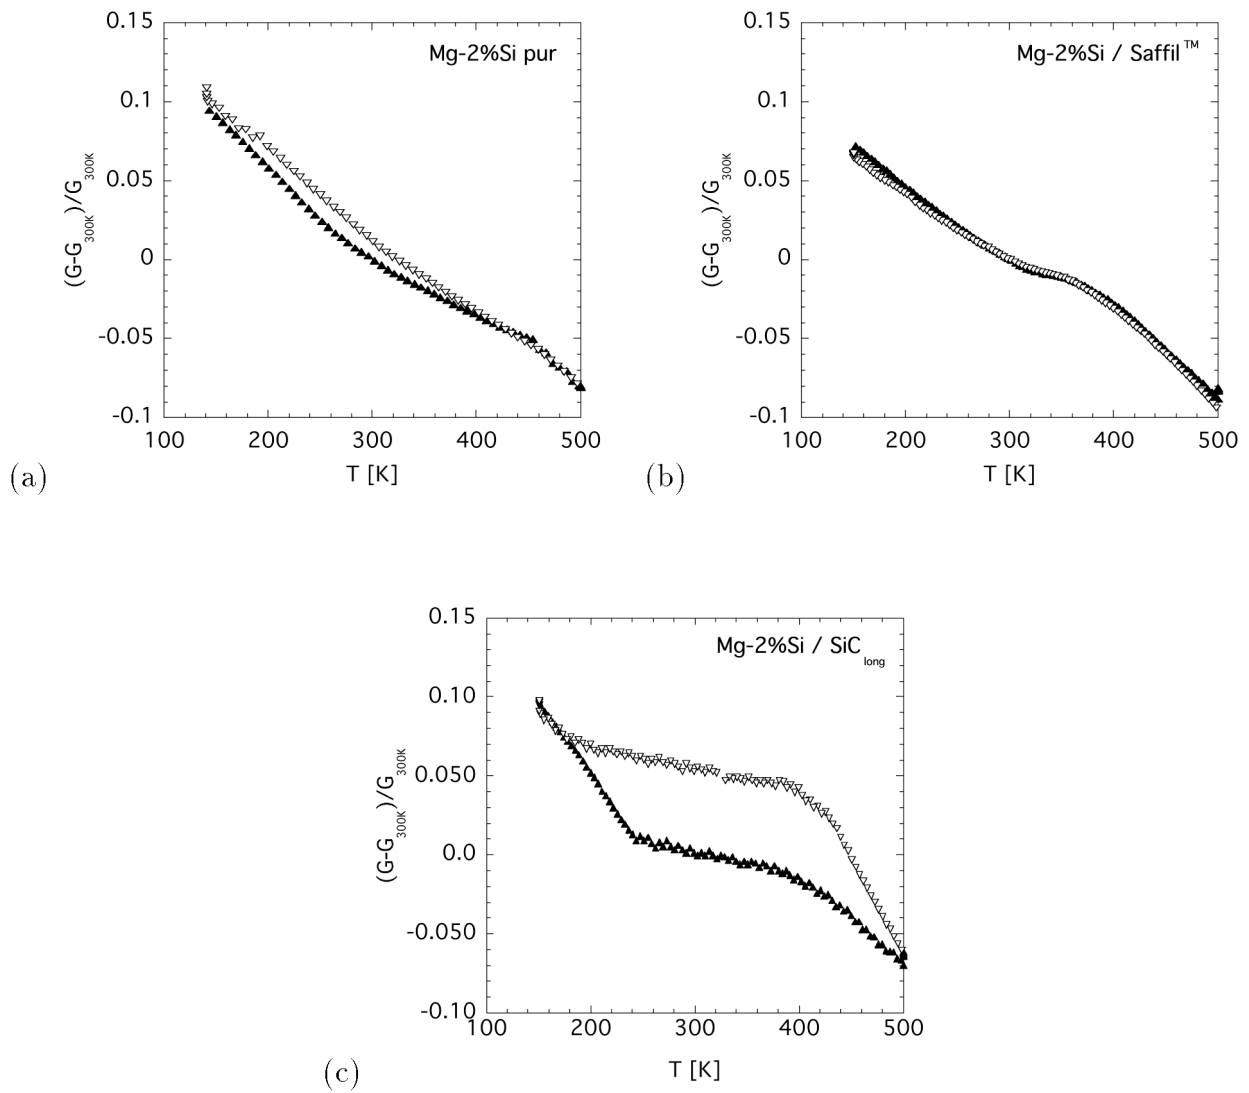 0.15
Mg-2%Si pur
0.1
0.05
0
-0.05
-0.1
(G-G300K)/G300K
100 200 300 400 500
T [K]
(a)
0.15
Mg-2%Si / Saffil™
0.1
0.05
0
-0.05
-0.1
(G-G300K)/G300K
100 200 300 400 500
T [K]
(b)
0.15
Mg-2%Si / SiClong
0.10
0.050
0.0
-0.050
-0.10
(G-G300K)/G300K
100 200 300 400 500
T [K]
(c)